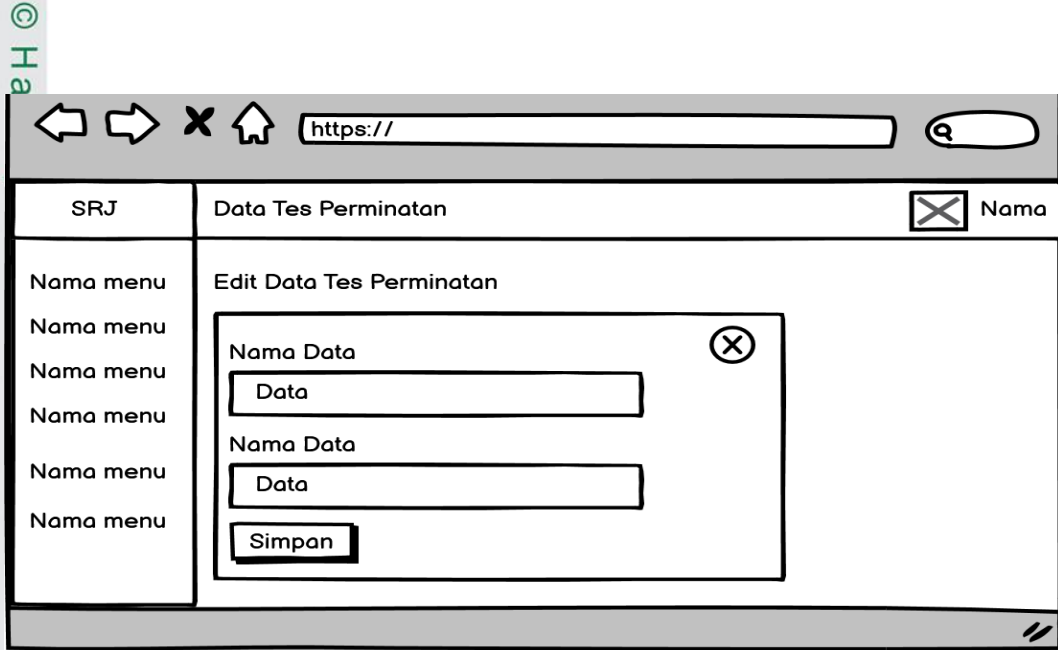 © Ha
https://
SRJ
Data Tes Perminatan
Nama
Nama menu
Nama menu
Nama menu
Nama menu
Nama menu
Nama menu
Edit Data Tes Perminatan
Nama Data
Data
Nama Data
Data
Simpan